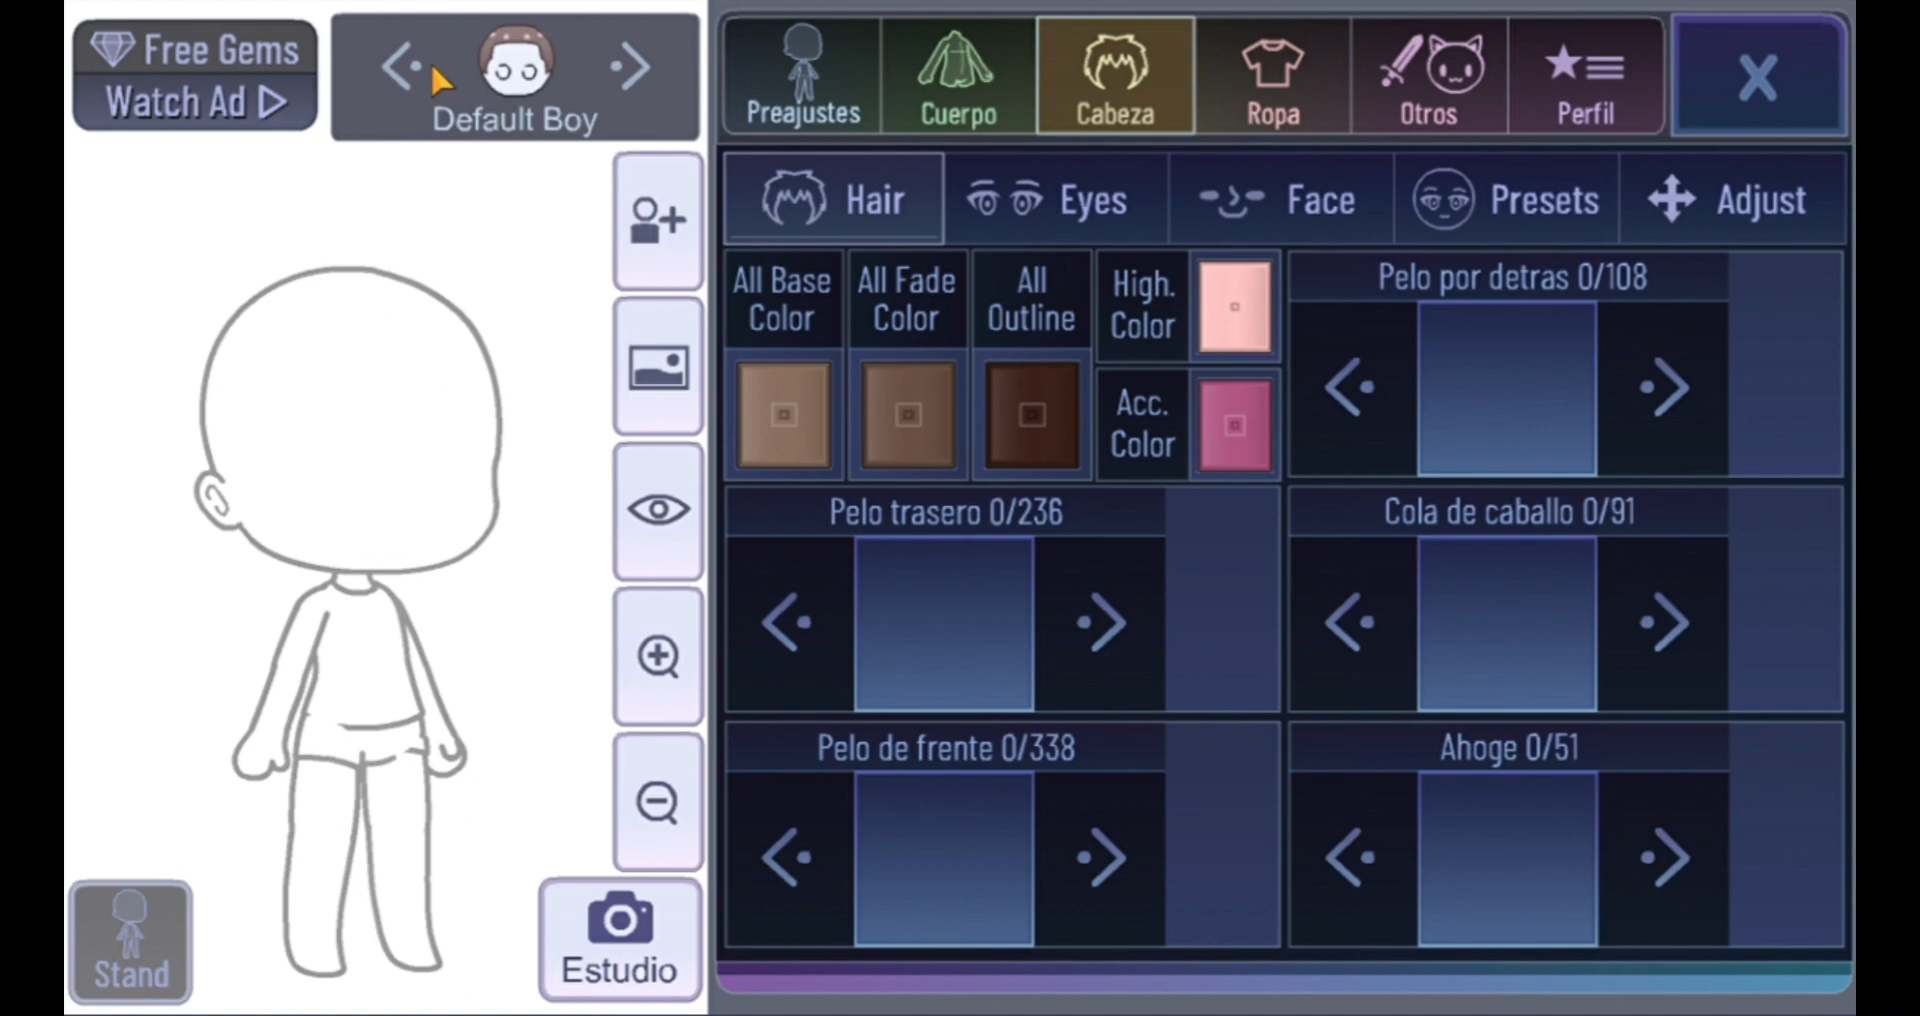 Free Gems
Watch Ad
Default Boy
Preajustes
Cuerpo
Cabeza
Ropa
Otros
Perfil
X
Hair
Eyes
Face
Presets
Adjust
All Base
Color
All Fade
Color
All
Outline
High.
Color
Acc.
Color
Pelo por detras 0/108
Pelo trasero 0/236
Cola de caballo 0/91
Pelo de frente 0/338
Ahoge 0/51
Stand
Estudio